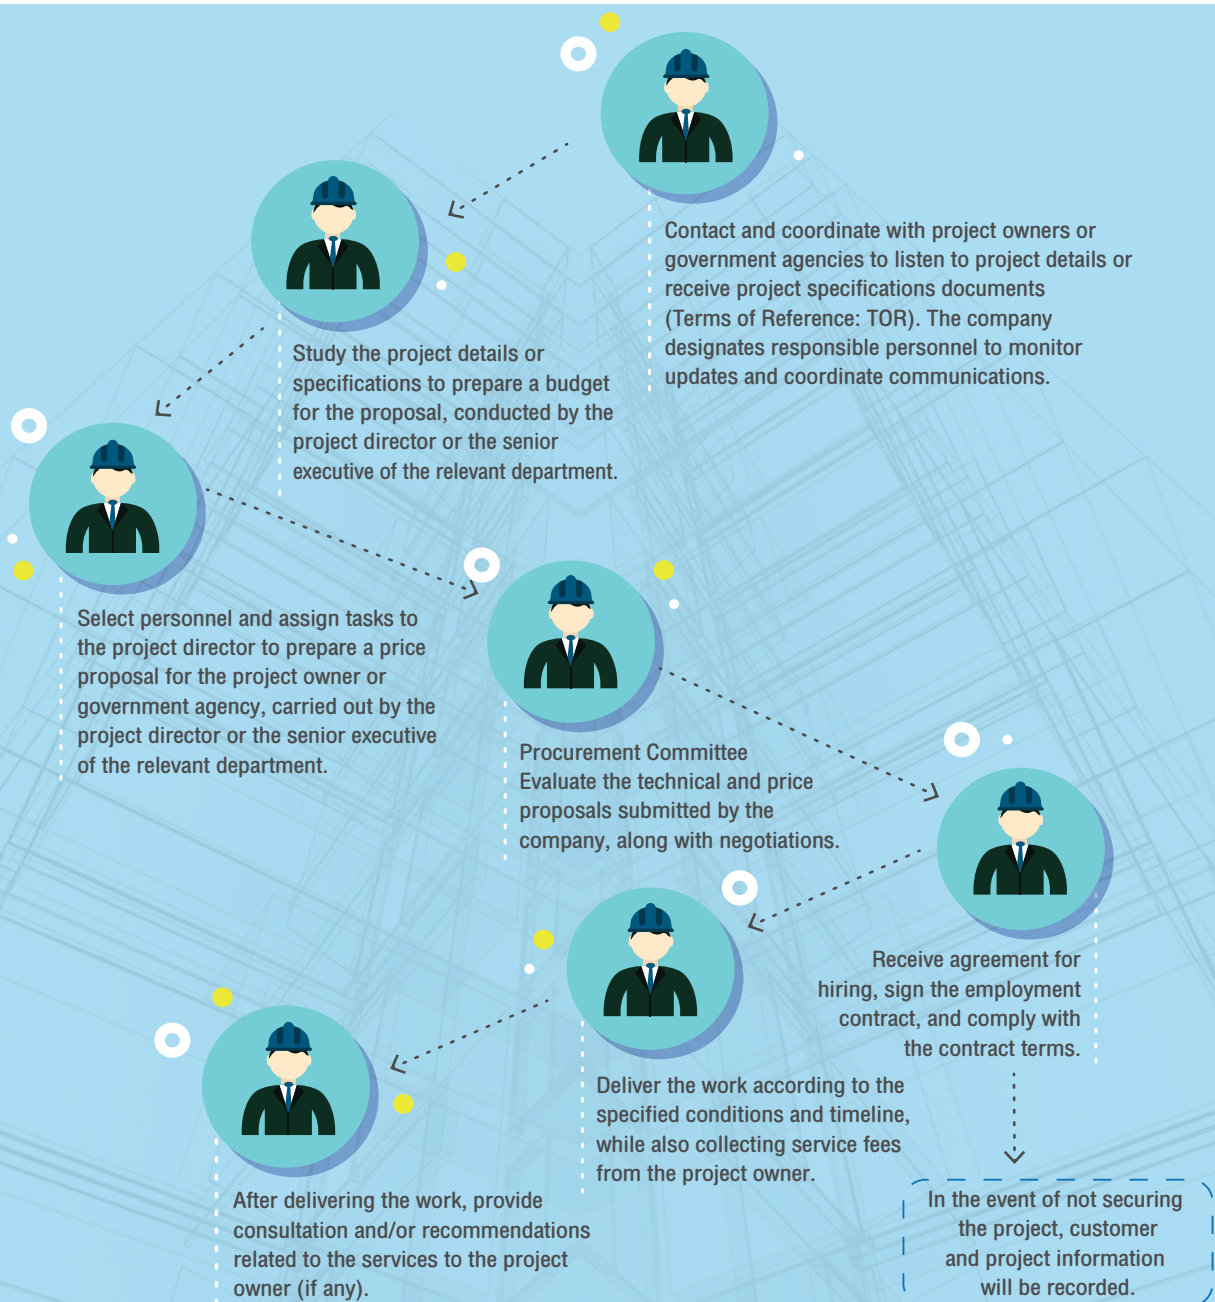 Contact and coordinate with project owners or
government agencies to listen to project details or
receive project specifications documents
(Terms of Reference: TOR). The company
designates responsible personnel to monitor
updates and coordinate communications.
Study the project details or
specifications to prepare a budget
for the proposal, conducted by the
project director or the senior
executive of the relevant department.
Select personnel and assign tasks to
the project director to prepare a price
proposal for the project owner or
government agency, carried out by the
project director or the senior executive
of the relevant department.
Procurement Committee
Evaluate the technical and price
proposals submitted by the
company, along with negotiations.
Receive agreement for
hiring, sign the employment
contract, and comply with
the contract terms.
Deliver the work according to the
specified conditions and timeline,
while also collecting service fees
from the project owner.
After delivering the work, provide
consultation and/or recommendations
related to the services to the project
owner (if any).
In the event of not securing
the project, customer
and project information
will be recorded.